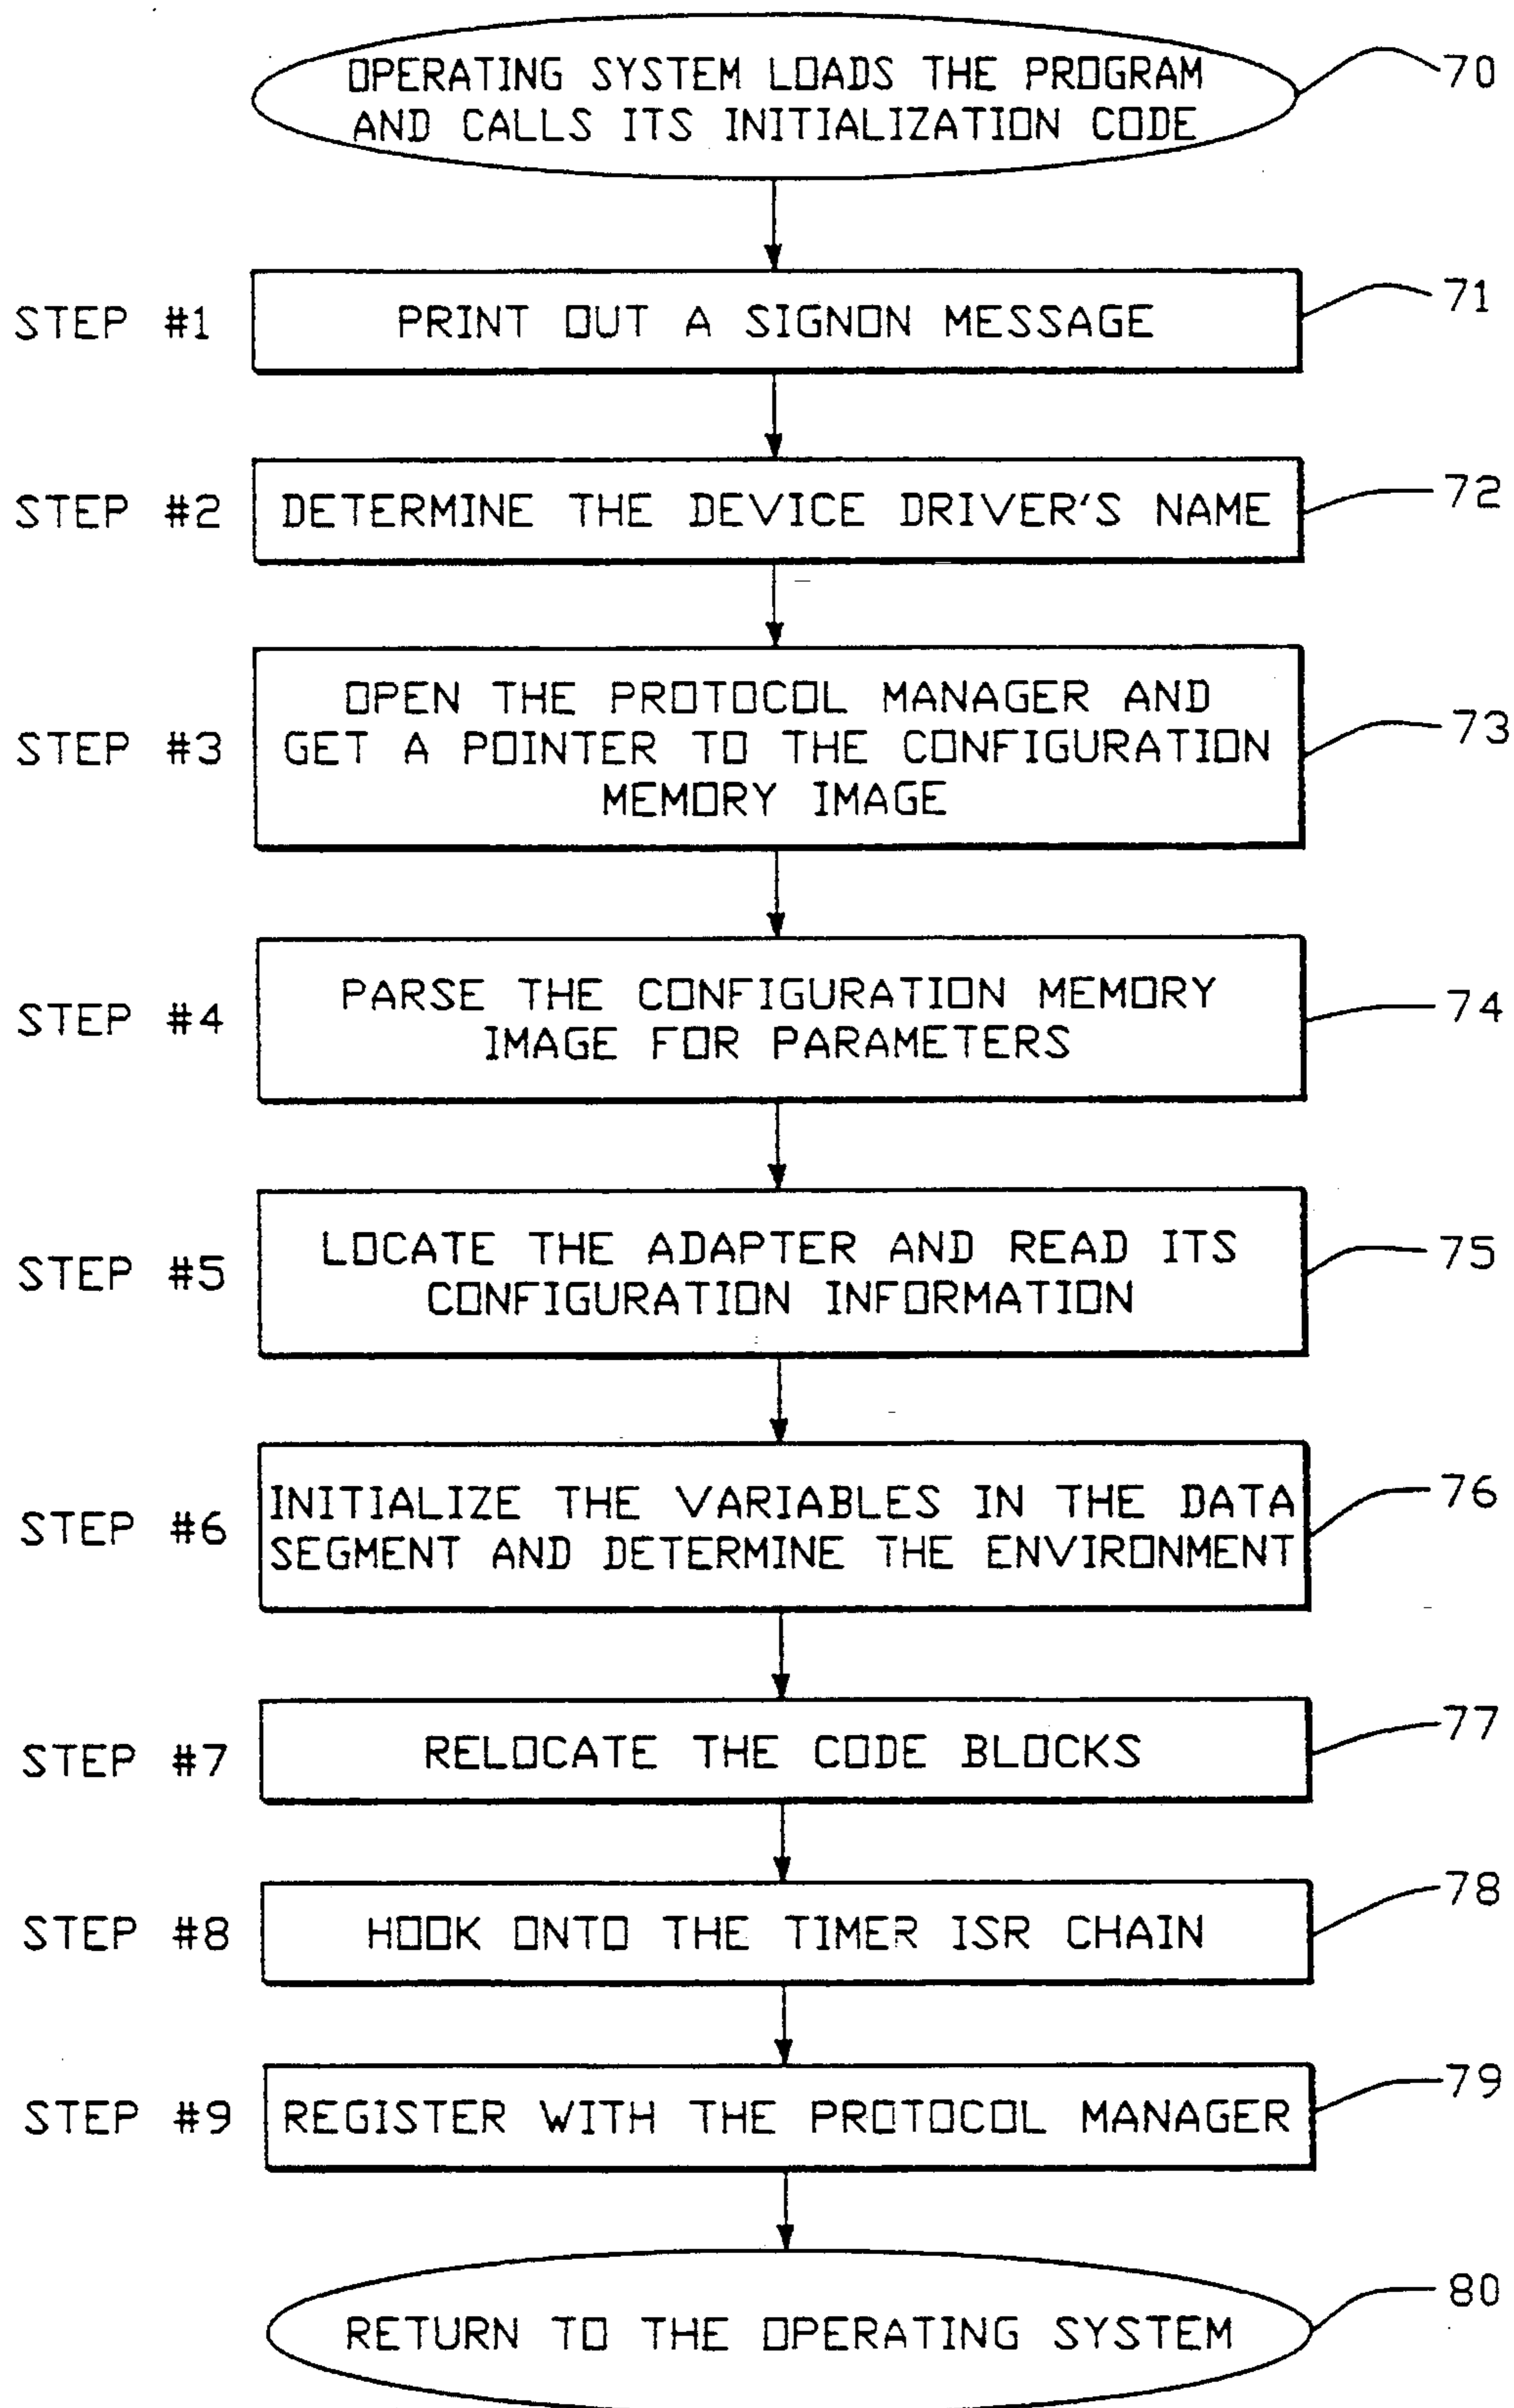 OPERATING SYSTEM LOADS THE PROGRAM
AND CALLS ITS INITIALIZATION CODE
70
STEP #1
PRINT OUT A SIGNON MESSAGE
71
STEP #2
DETERMINE THE DEVICE DRIVER'S NAME
72
STEP #3
OPEN THE PROTOCOL MANAGER AND
GET A POINTER TO THE CONFIGURATION
MEMORY IMAGE
73
STEP #4
PARSE THE CONFIGURATION MEMORY
IMAGE FOR PARAMETERS
74
STEP #5
LOCATE THE ADAPTER AND READ ITS
CONFIGURATION INFORMATION
75
STEP #6
INITIALIZE THE VARIABLES IN THE DATA
SEGMENT AND DETERMINE THE ENVIRONMENT
76
STEP #7
RELOCATE THE CODE BLOCKS
77
STEP #8
HOOK ONTO THE TIMER ISR CHAIN
78
STEP #9
REGISTER WITH THE PROTOCOL MANAGER
79
RETURN TO THE OPERATING SYSTEM
80